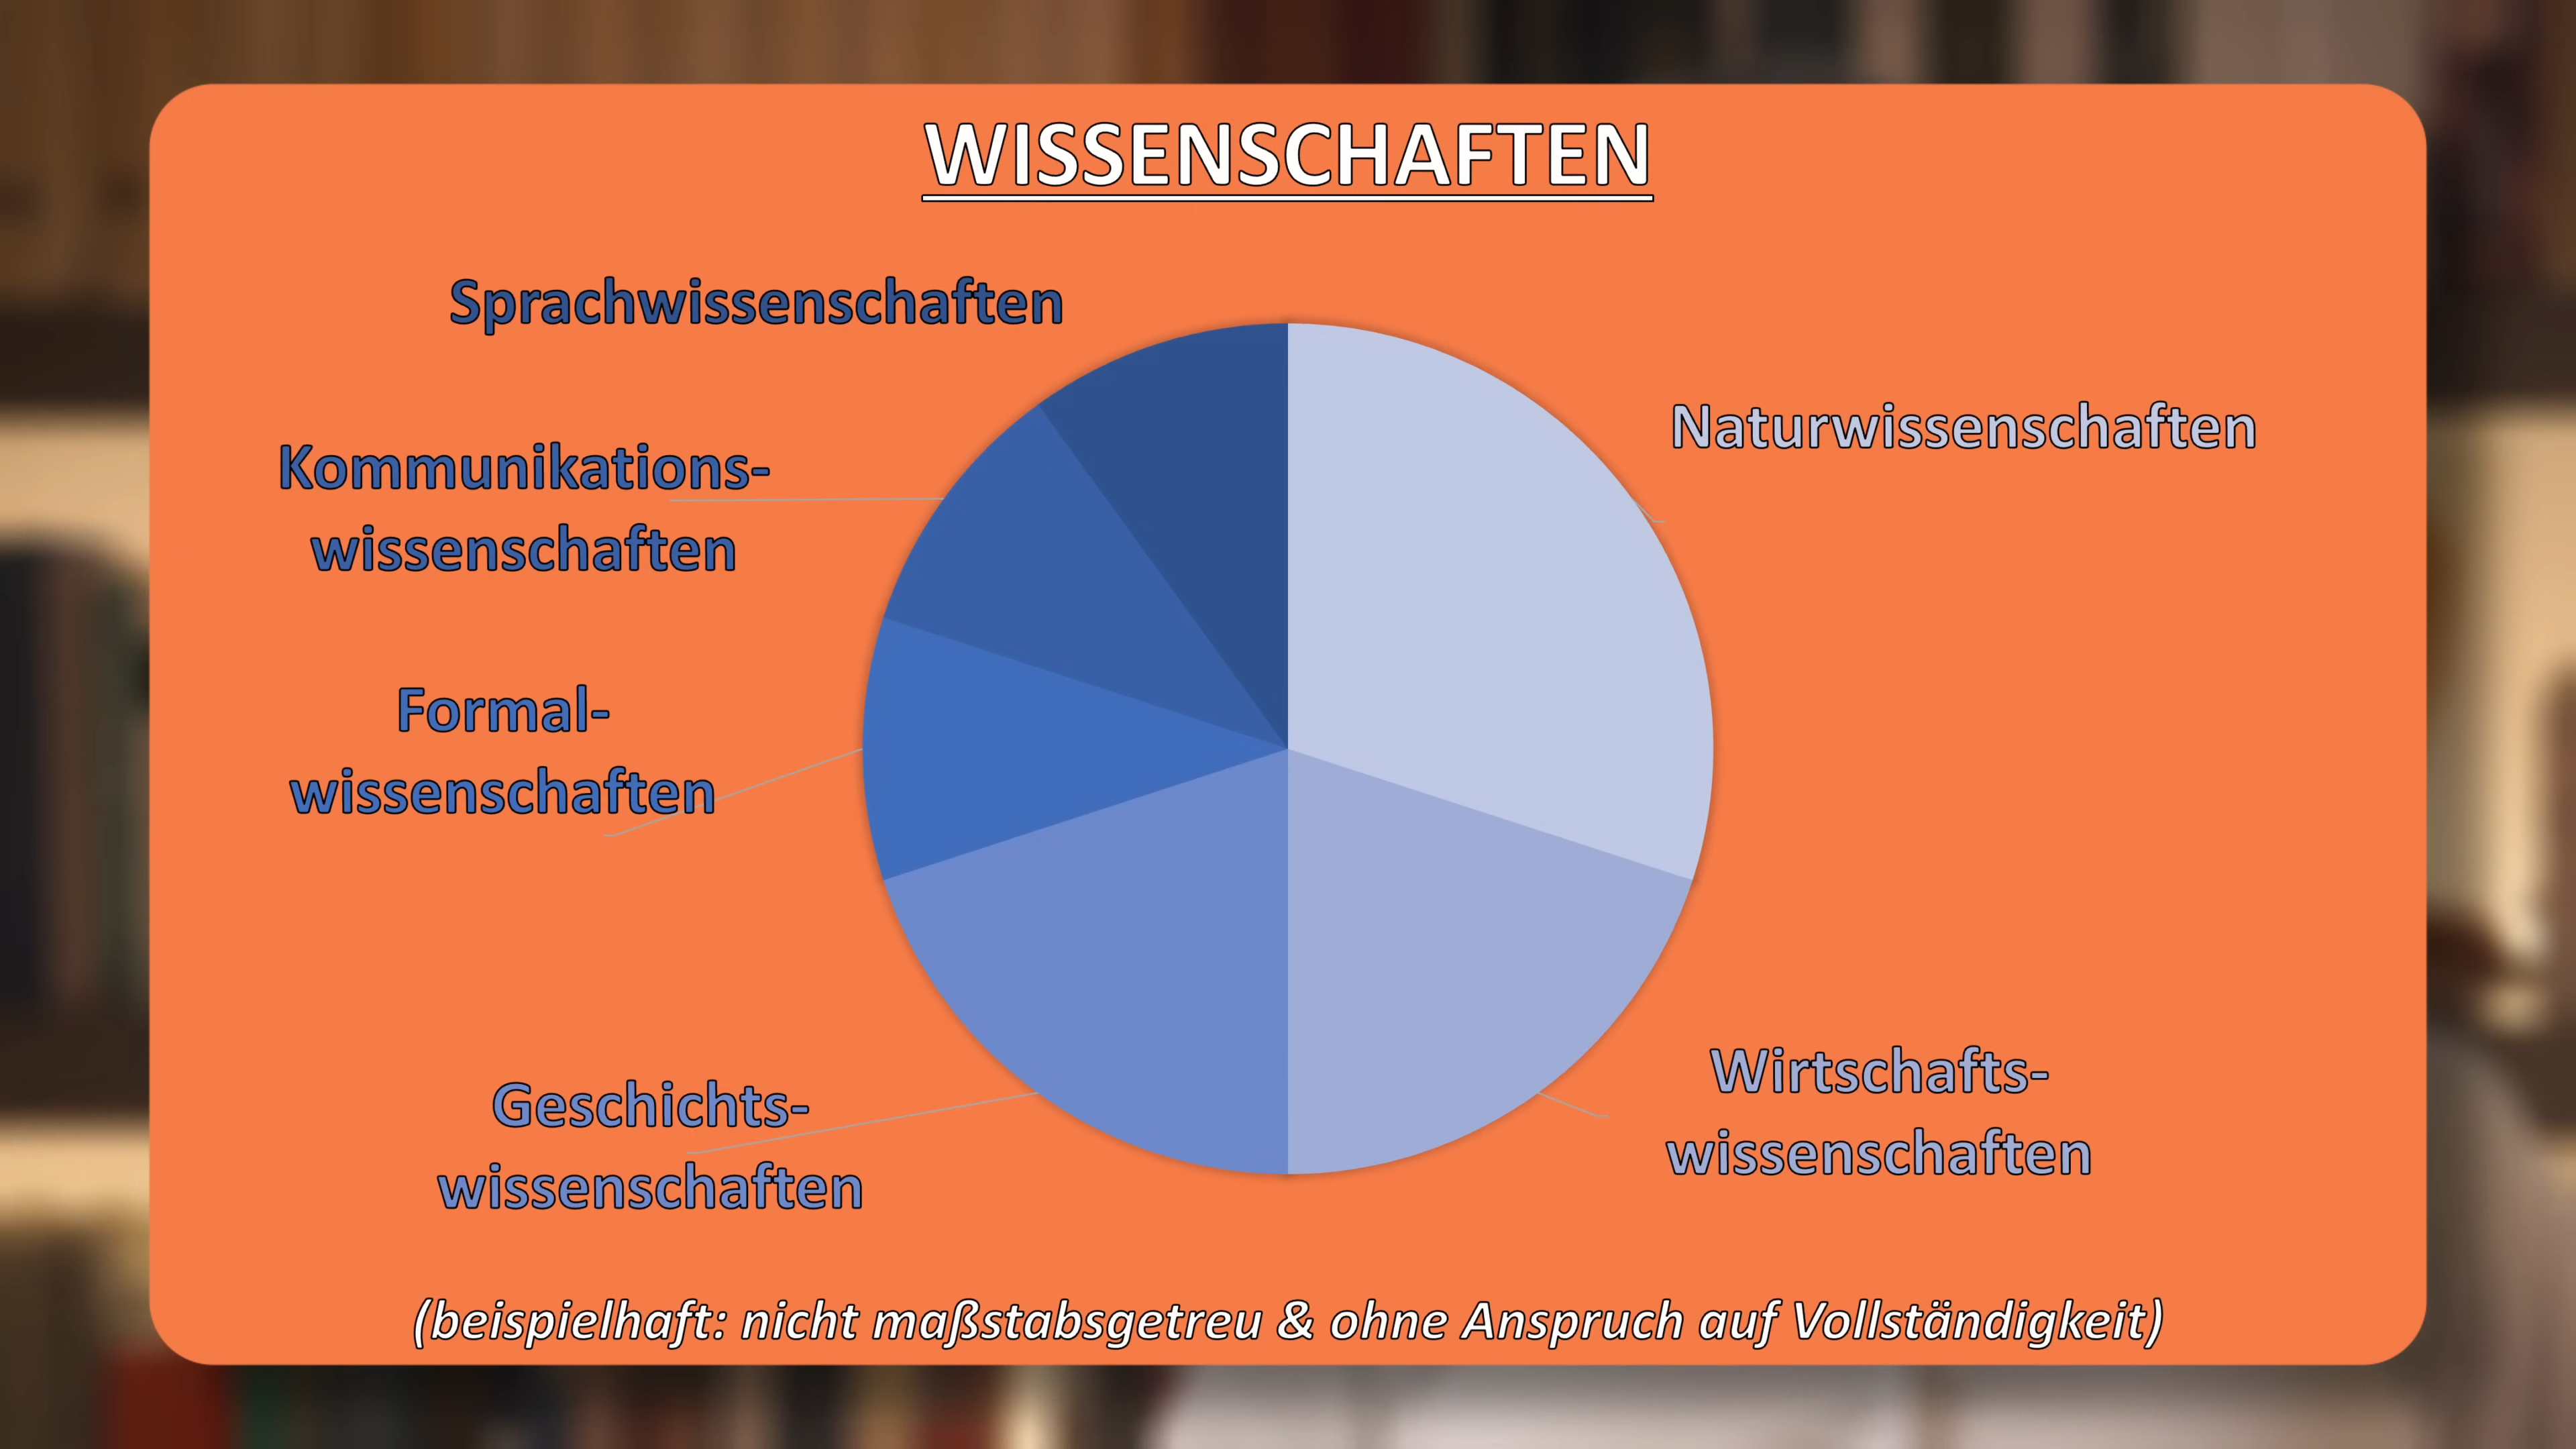 WISSENSCHAFTEN
Sprachwissenschaften
Naturwissenschaften
Kommunikations-
wissenschaften
Formal-
wissenschaften
Wirtschafts-
wissenschaften
Geschichts-
wissenschaften
(beispielhaft: nicht maßstabsgetreu & ohne Anspruch auf Vollständigkeit)